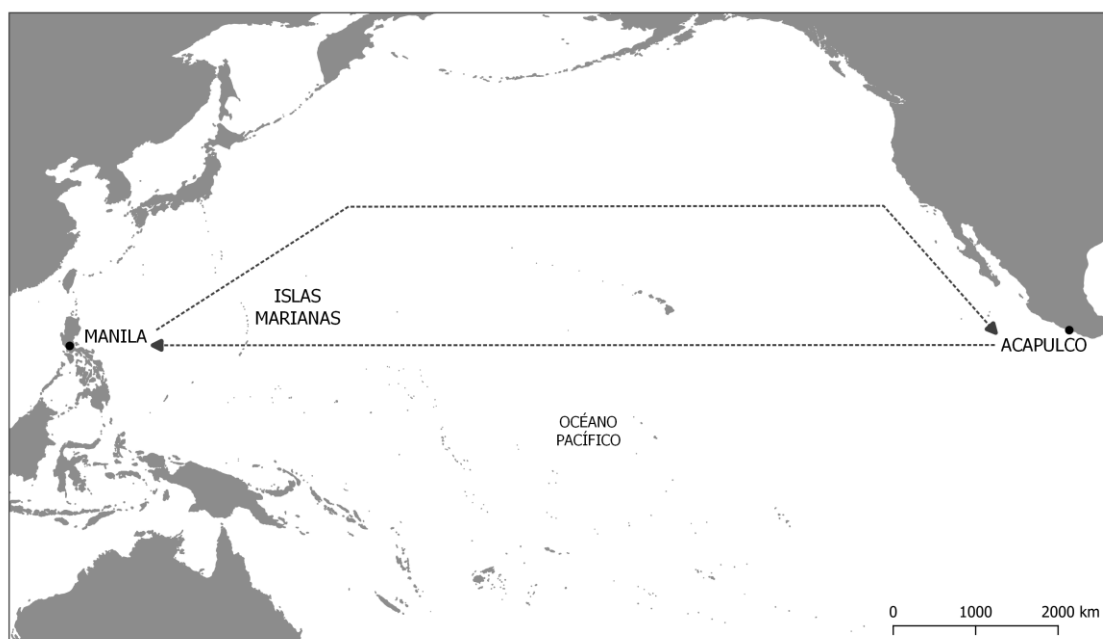 ISLAS
MARIANAS
MANILA
ACAPULCO
OCÉANO
PACÍFICO
0 1000 2000 km